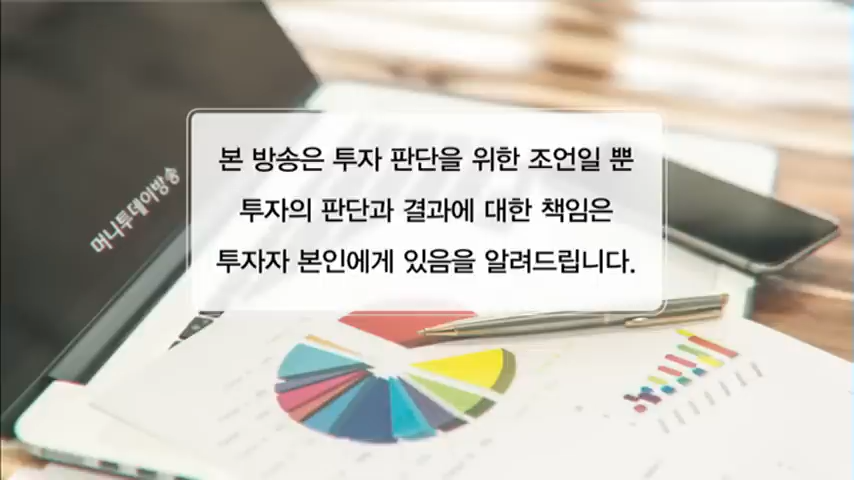 본 방송은 투자 판단을 위한 조언일 뿐
투자의 판단과 결과에 대한 책임은
투자자 본인에게 있음을 알려드립니다.
머니투데이방송